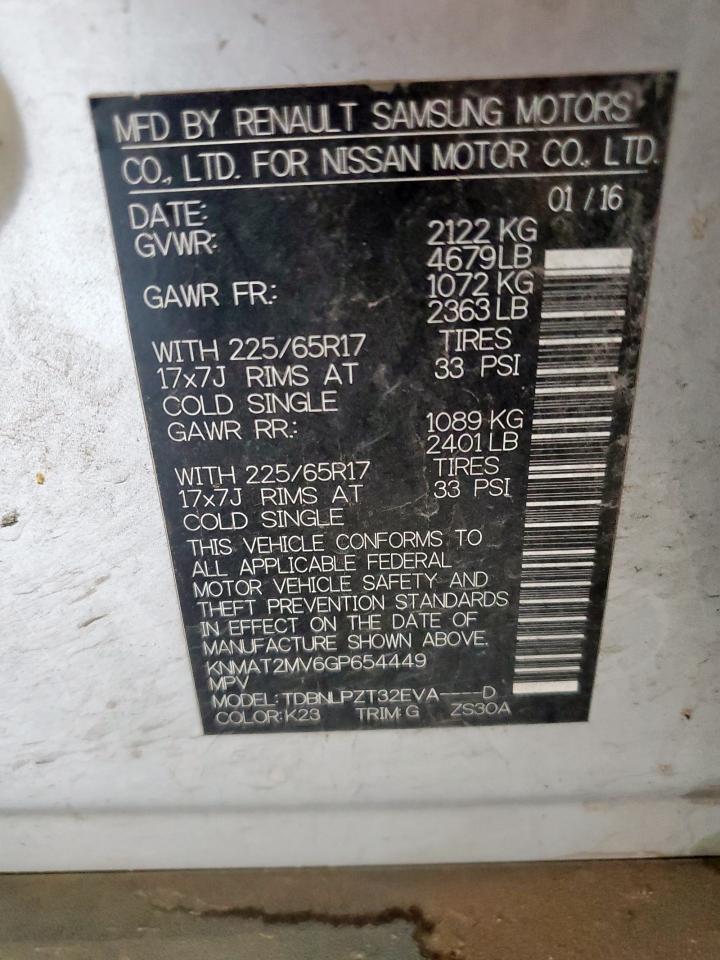 MFD BY RENAULT SAMSUNG MOTORS
CO., LTD. FOR NISSAN MOTOR CO., LTD.
DATE: 01 / 16
GVWR: 2122 KG
4679 LB
GAWR FR.: 1072 KG
2363 LB
WITH 225/65R17 TIRES
17x7J RIMS AT 33 PSI
COLD SINGLE
GAWR RR.: 1089 KG
2401 LB
WITH 225/65R17 TIRES
17x7J RIMS AT 33 PSI
COLD SINGLE
THIS VEHICLE CONFORMS TO
ALL APPLICABLE FEDERAL
MOTOR VEHICLE SAFETY AND
THEFT PREVENTION STANDARDS
IN EFFECT ON THE DATE OF
MANUFACTURE SHOWN ABOVE.
KNMAT2MV6GP654449
MPV
MODEL: TDBNLPZT32EVA----D
COLOR: K23 TRIM: G ZS30A